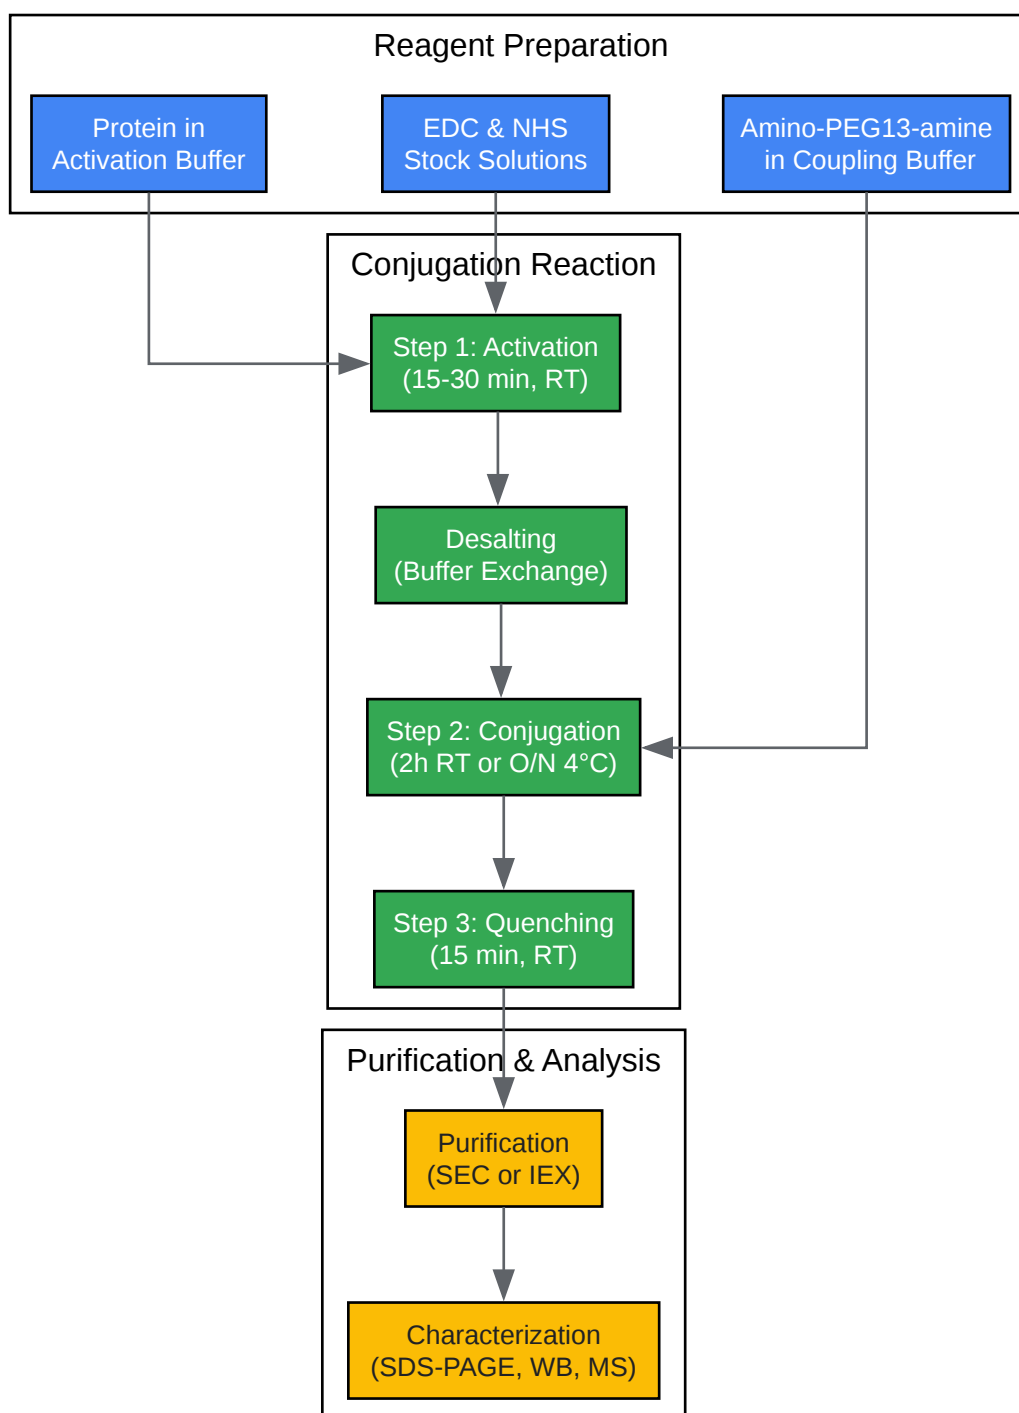 Reagent Preparation
Protein in
Activation Buffer
EDC & NHS
Stock Solutions
Amino-PEG13-amine
in Coupling Buffer
Conjugation Reaction
Step 1: Activation
(15-30 min, RT)
Desalting
(Buffer Exchange)
Step 2: Conjugation
(2h RT or O/N 4°C)
Step 3: Quenching
(15 min, RT)
Purification & Analysis
Purification
(SEC or IEX)
Characterization
(SDS-PAGE, WB, MS)